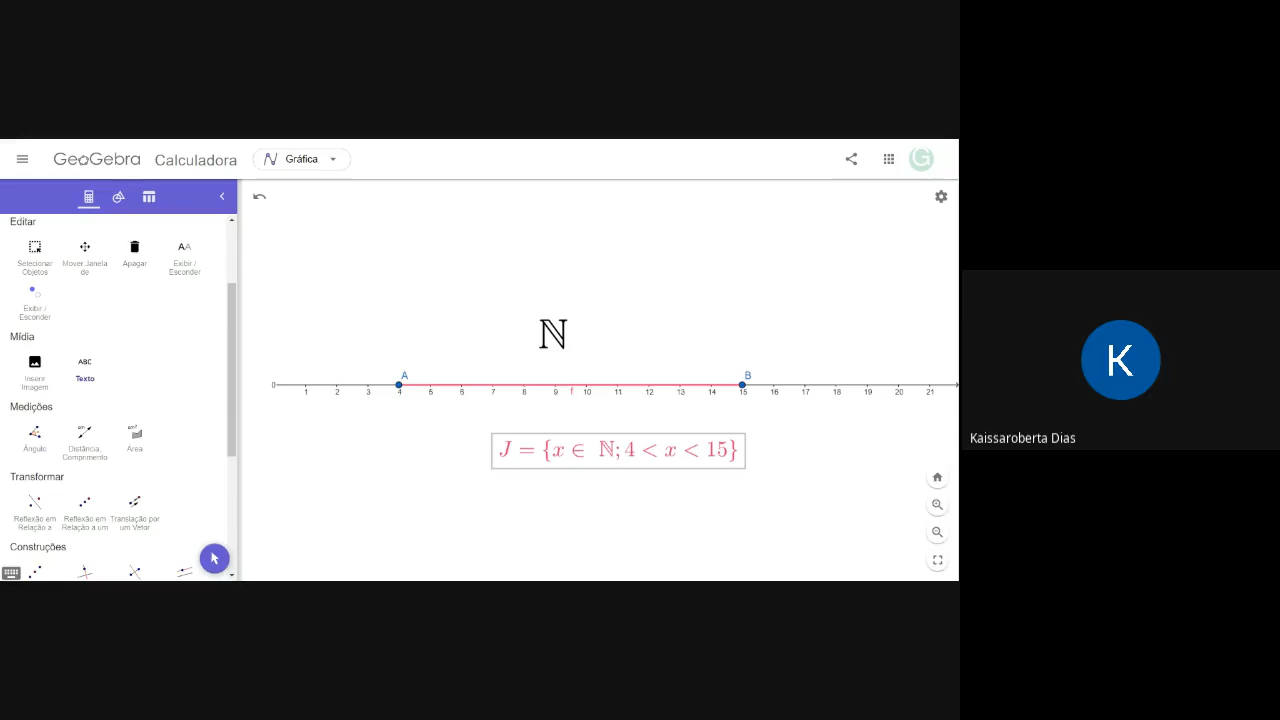 GeoGebra Calculadora
Gráfica
Editar
Selecionar Objetos
Mover Janela de
Apagar
Exibir / Esconder
Exibir / Esconder
Mídia
Inserir Imagem
ABC
Texto
Medições
Ângulo
cm
Distância, Comprimento
cm²
Área
Transformar
Reflexão em Relação a
Reflexão em Relação a um
Translação por um Vetor
Construções
ℕ
A
B
0 1 2 3 4 5 6 7 8 9 f 10 11 12 13 14 15 16 17 18 19 20 21
J = {x ∈ ℕ; 4 < x < 15}
K
Kaissaroberta Dias